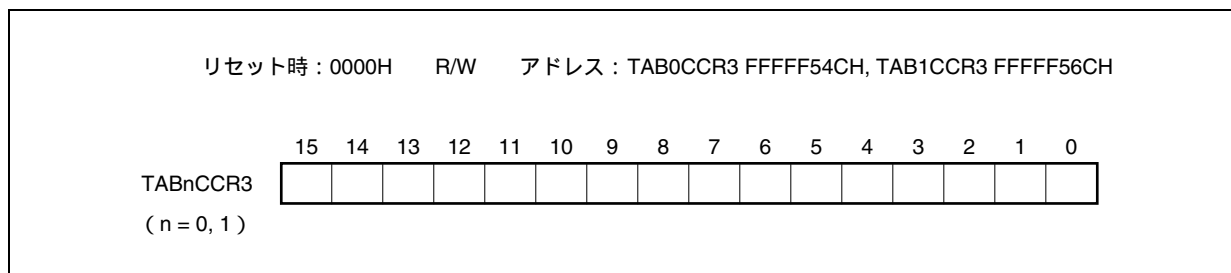 リセット時：0000H R/W アドレス：TAB0CCR3 FFFFF54CH, TAB1CCR3 FFFFF56CH
15 14 13 12 11 10 9 8 7 6 5 4 3 2 1 0
TABnCCR3
（n = 0, 1）